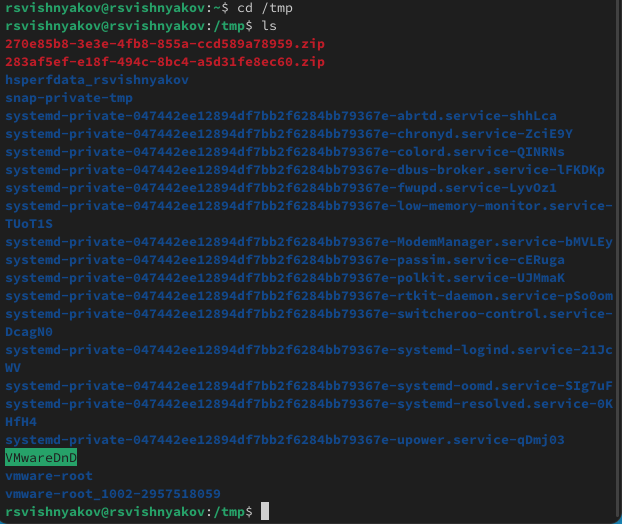 rsvishnyakov@rsvishnyakov:~$ cd /tmp
rsvishnyakov@rsvishnyakov:/tmp$ ls
270e85b8-3e3e-4fb8-855a-ccd589a78959.zip
283af5ef-e18f-494c-8bc4-a5d31fe8ec60.zip
hsperfdata_rsvishnyakov
snap-private-tmp
systemd-private-047442ee12894df7bb2f6284bb79367e-abrtd.service-shhLca
systemd-private-047442ee12894df7bb2f6284bb79367e-chronyd.service-ZciE9Y
systemd-private-047442ee12894df7bb2f6284bb79367e-colord.service-QINRNs
systemd-private-047442ee12894df7bb2f6284bb79367e-dbus-broker.service-lFKDKp
systemd-private-047442ee12894df7bb2f6284bb79367e-fwupd.service-LyvOz1
systemd-private-047442ee12894df7bb2f6284bb79367e-low-memory-monitor.service-
TUoT1S
systemd-private-047442ee12894df7bb2f6284bb79367e-ModemManager.service-bMVLEy
systemd-private-047442ee12894df7bb2f6284bb79367e-passim.service-cERuga
systemd-private-047442ee12894df7bb2f6284bb79367e-polkit.service-UJMmaK
systemd-private-047442ee12894df7bb2f6284bb79367e-rtkit-daemon.service-pSo0om
systemd-private-047442ee12894df7bb2f6284bb79367e-switcheroo-control.service-
DcagN0
systemd-private-047442ee12894df7bb2f6284bb79367e-systemd-logind.service-21Jc
WV
systemd-private-047442ee12894df7bb2f6284bb79367e-systemd-oomd.service-SIg7uF
systemd-private-047442ee12894df7bb2f6284bb79367e-systemd-resolved.service-0K
HfH4
systemd-private-047442ee12894df7bb2f6284bb79367e-upower.service-qDmj03
VMwareDnD
vmware-root
vmware-root_1002-2957518059
rsvishnyakov@rsvishnyakov:/tmp$